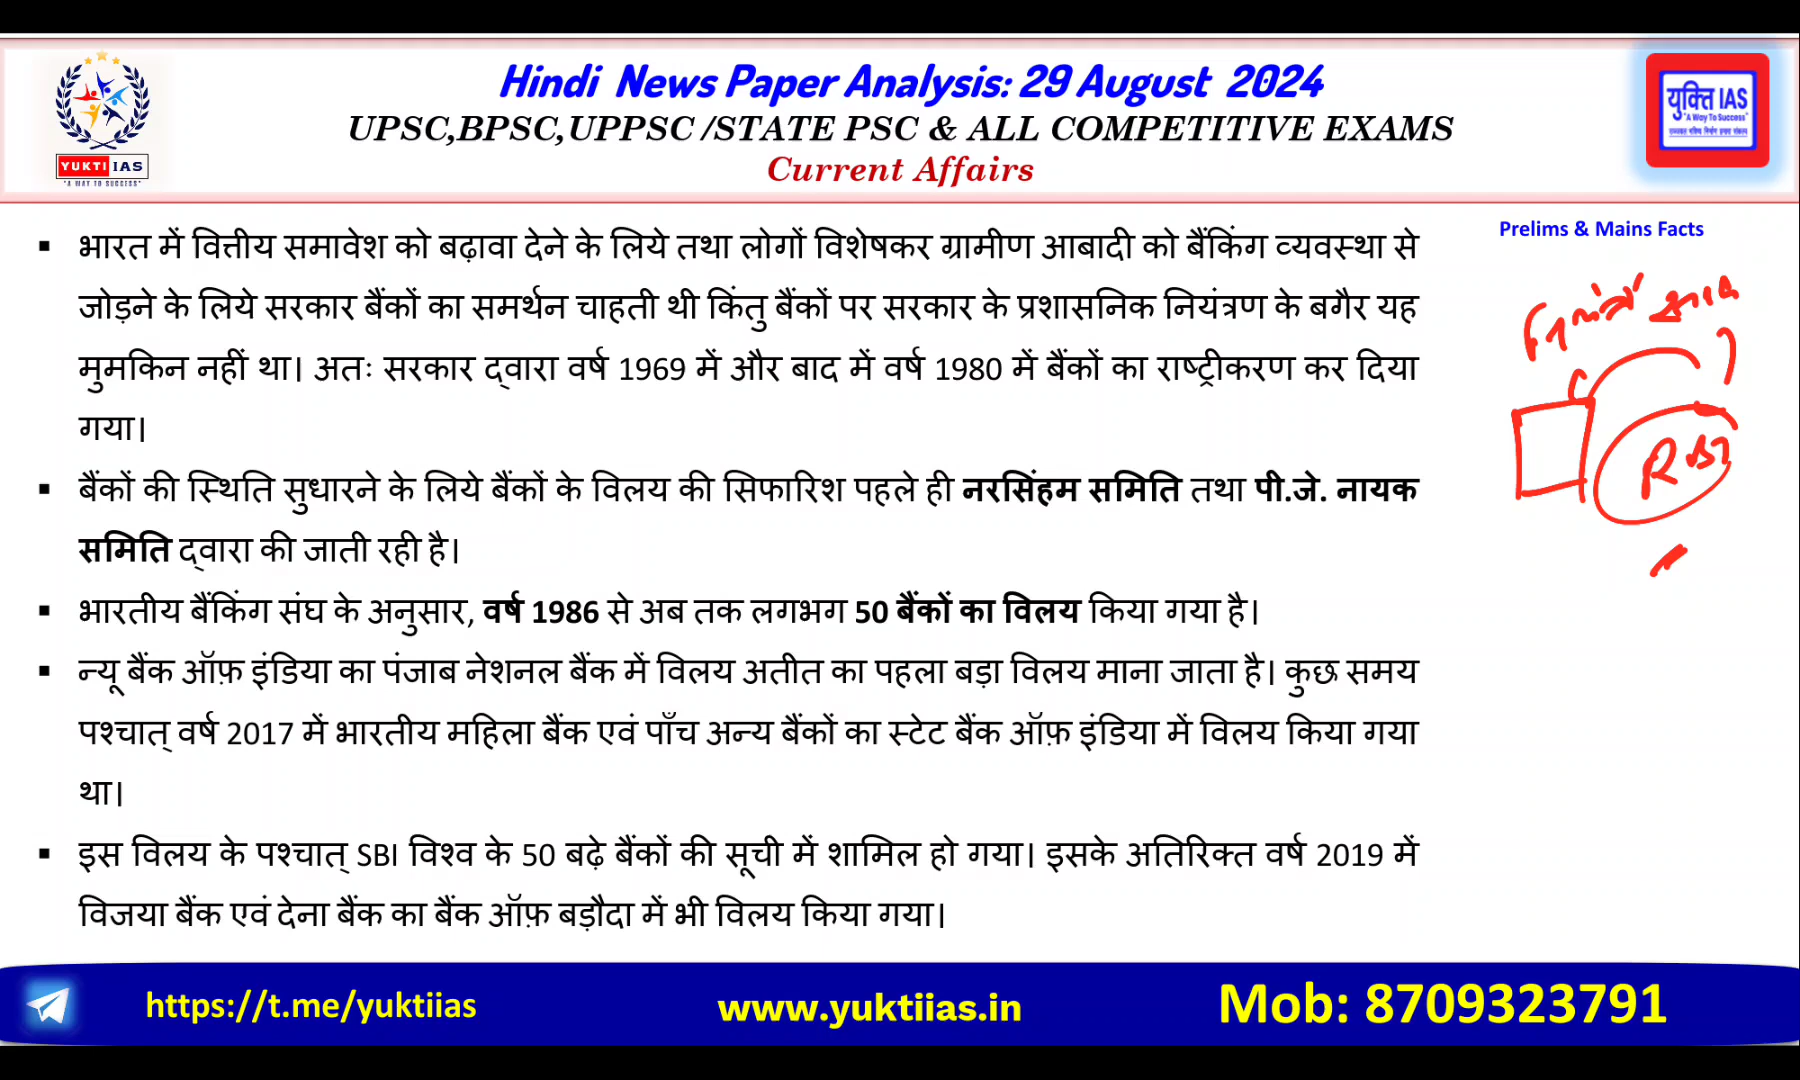 Hindi News Paper Analysis: 29 August 2024
UPSC,BPSC,UPPSC /STATE PSC & ALL COMPETITIVE EXAMS
Current Affairs
YUKTI IAS
"A WAY TO SUCCESS"
युक्ति IAS
"A Way To Success"
Prelims & Mains Facts
▪ भारत में वित्तीय समावेश को बढ़ावा देने के लिये तथा लोगों विशेषकर ग्रामीण आबादी को बैंकिंग व्यवस्था से
जोड़ने के लिये सरकार बैंकों का समर्थन चाहती थी किंतु बैंकों पर सरकार के प्रशासनिक नियंत्रण के बगैर यह
मुमकिन नहीं था। अतः सरकार द्वारा वर्ष 1969 में और बाद में वर्ष 1980 में बैंकों का राष्ट्रीकरण कर दिया
गया।
▪ बैंकों की स्थिति सुधारने के लिये बैंकों के विलय की सिफारिश पहले ही नरसिंहम समिति तथा पी.जे. नायक
समिति द्वारा की जाती रही है।
▪ भारतीय बैंकिंग संघ के अनुसार, वर्ष 1986 से अब तक लगभग 50 बैंकों का विलय किया गया है।
▪ न्यू बैंक ऑफ़ इंडिया का पंजाब नेशनल बैंक में विलय अतीत का पहला बड़ा विलय माना जाता है। कुछ समय
पश्चात् वर्ष 2017 में भारतीय महिला बैंक एवं पाँच अन्य बैंकों का स्टेट बैंक ऑफ़ इंडिया में विलय किया गया
था।
▪ इस विलय के पश्चात् SBI विश्व के 50 बढ़े बैंकों की सूची में शामिल हो गया। इसके अतिरिक्त वर्ष 2019 में
विजया बैंक एवं देना बैंक का बैंक ऑफ़ बड़ौदा में भी विलय किया गया।
RBI
https://t.me/yuktiias
www.yuktiias.in
Mob: 8709323791